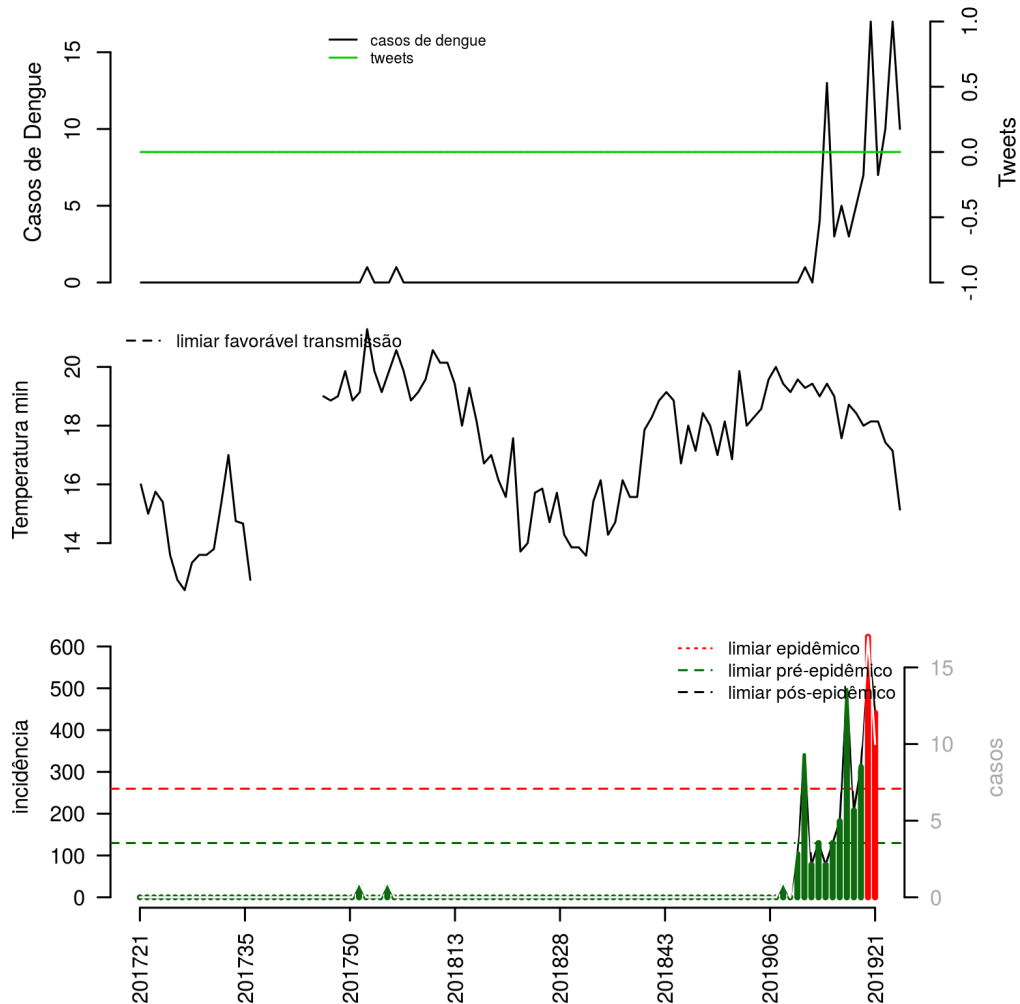 casos de dengue
tweets
Casos de Dengue
0
5
10
15
Tweets
-1.0
-0.5
0.0
0.5
1.0
limiar favorável transmissão
Temperatura min
14
16
18
20
limiar epidêmico
limiar pré-epidêmico
limiar pós-epidêmico
incidência
600
500
400
300
200
100
0
casos
15
10
5
0
201721
201735
201750
201813
201828
201843
201906
201921